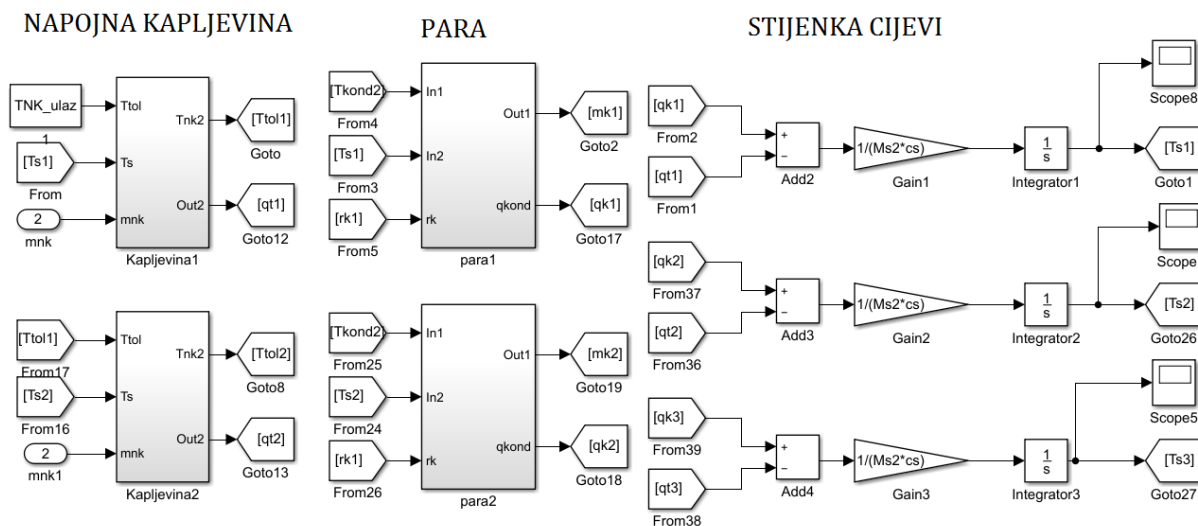 NAPOJNA KAPLJEVINA
PARA
STIJENKA CIJEVI
TNK_ulaz
1
[Ts1]
From
2
mnk
Ttol
Ts
mnk
Tnk2
Out2
Kapljevina1
[Ttol1]
Goto
[qt1]
Goto12
[Ttol1]
From17
[Ts2]
From16
2
mnk1
Ttol
Ts
mnk
Tnk2
Out2
Kapljevina2
[Ttol2]
Goto8
[qt2]
Goto13
[Tkond2]
From4
[Ts1]
From3
[rk1]
From5
In1
In2
rk
Out1
qkond
para1
[mk1]
Goto2
[qk1]
Goto17
[Tkond2]
From25
[Ts2]
From24
[rk1]
From26
In1
In2
rk
Out1
qkond
para2
[mk2]
Goto19
[qk2]
Goto18
[qk1]
From2
[qt1]
From1
+
−
Add2
1/(Ms2*cs)
Gain1
1
s
Integrator1
Scope8
[Ts1]
Goto1
[qk2]
From37
[qt2]
From36
+
−
Add3
1/(Ms2*cs)
Gain2
1
s
Integrator2
Scope
[Ts2]
Goto26
[qk3]
From39
[qt3]
From38
+
−
Add4
1/(Ms2*cs)
Gain3
1
s
Integrator3
Scope5
[Ts3]
Goto27